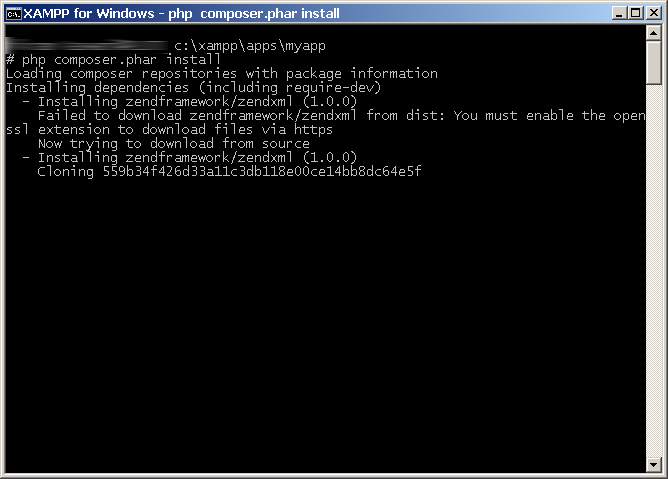 XAMPP for Windows - php  composer.phar install
c:\xampp\apps\myapp
# php composer.phar install
Loading composer repositories with package information
Installing dependencies (including require-dev)
  - Installing zendframework/zendxml (1.0.0)
    Failed to download zendframework/zendxml from dist: You must enable the open
ssl extension to download files via https
    Now trying to download from source
  - Installing zendframework/zendxml (1.0.0)
    Cloning 559b34f426d33a11c3db118e00ce14bb8dc64e5f